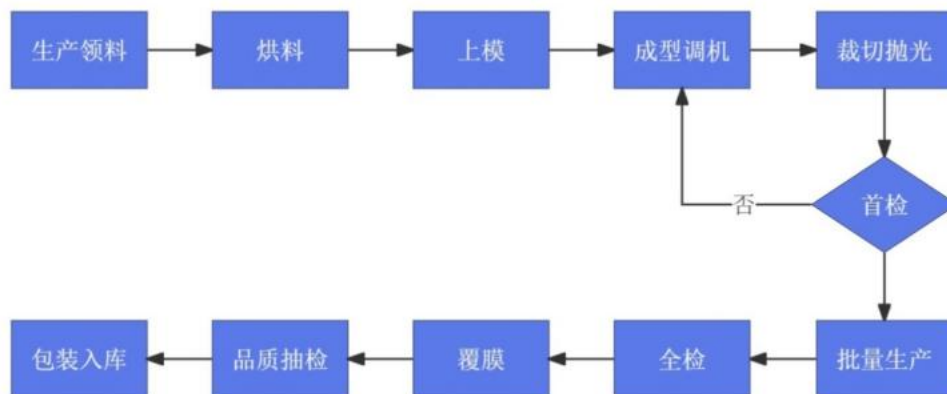 生产领料
烘料
上模
成型调机
裁切抛光
首检
否
批量生产
全检
覆膜
品质抽检
包装入库